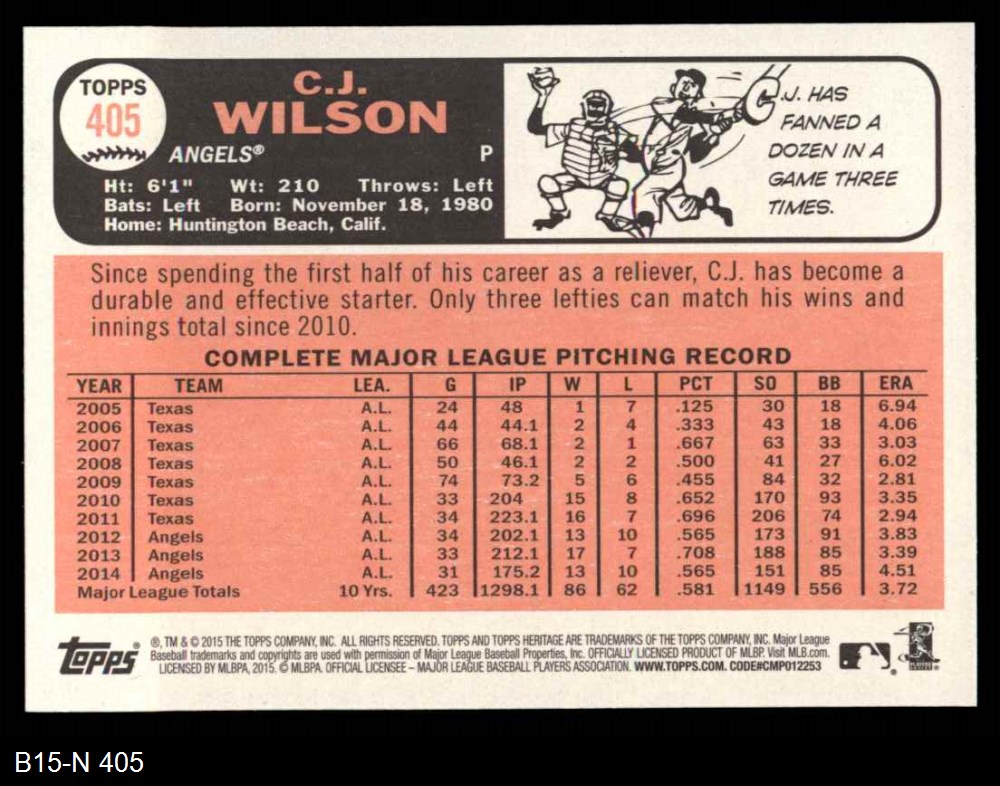 TOPPS
405
C.J.
WILSON
ANGELS® P
Ht: 6'1" Wt: 210 Throws: Left
Bats: Left Born: November 18, 1980
Home: Huntington Beach, Calif.
C.J. HAS
FANNED A
DOZEN IN A
GAME THREE
TIMES.
Since spending the first half of his career as a reliever, C.J. has become a
durable and effective starter. Only three lefties can match his wins and
innings total since 2010.
COMPLETE MAJOR LEAGUE PITCHING RECORD
YEAR TEAM LEA. G IP W L PCT SO BB ERA
2005 Texas A.L. 24 48 1 7 .125 30 18 6.94
2006 Texas A.L. 44 44.1 2 4 .333 43 18 4.06
2007 Texas A.L. 66 68.1 2 1 .667 63 33 3.03
2008 Texas A.L. 50 46.1 2 2 .500 41 27 6.02
2009 Texas A.L. 74 73.2 5 6 .455 84 32 2.81
2010 Texas A.L. 33 204 15 8 .652 170 93 3.35
2011 Texas A.L. 34 223.1 16 7 .696 206 74 2.94
2012 Angels A.L. 34 202.1 13 10 .565 173 91 3.83
2013 Angels A.L. 33 212.1 17 7 .708 188 85 3.39
2014 Angels A.L. 31 175.2 13 10 .565 151 85 4.51
Major League Totals 10 Yrs. 423 1298.1 86 62 .581 1149 556 3.72
Topps
®, TM & © 2015 THE TOPPS COMPANY, INC. ALL RIGHTS RESERVED. TOPPS AND TOPPS HERITAGE ARE TRADEMARKS OF THE TOPPS COMPANY, INC. Major League
Baseball trademarks and copyrights are used with permission of Major League Baseball Properties, Inc. OFFICIALLY LICENSED PRODUCT OF MLBP. Visit MLB.com.
LICENSED BY MLBPA, 2015. © MLBPA. OFFICIAL LICENSEE – MAJOR LEAGUE BASEBALL PLAYERS ASSOCIATION. WWW.TOPPS.COM. CODE#CMP012253
B15-N 405